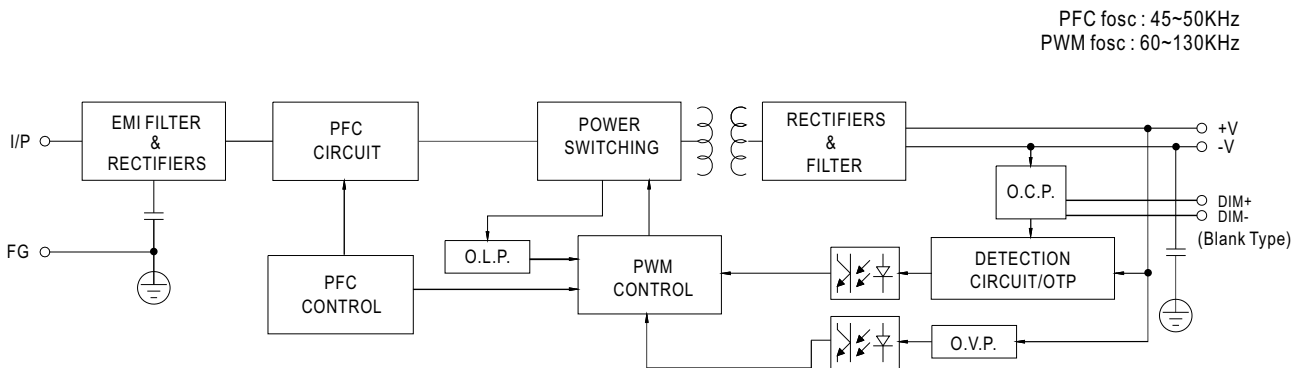 PFC fosc : 45~50KHz
PWM fosc : 60~130KHz
I/P
EMI FILTER
&
RECTIFIERS
PFC
CIRCUIT
POWER
SWITCHING
RECTIFIERS
&
FILTER
+V
-V
O.C.P.
DIM+
DIM-
(Blank Type)
FG
O.L.P.
PFC
CONTROL
PWM
CONTROL
DETECTION
CIRCUIT/OTP
O.V.P.